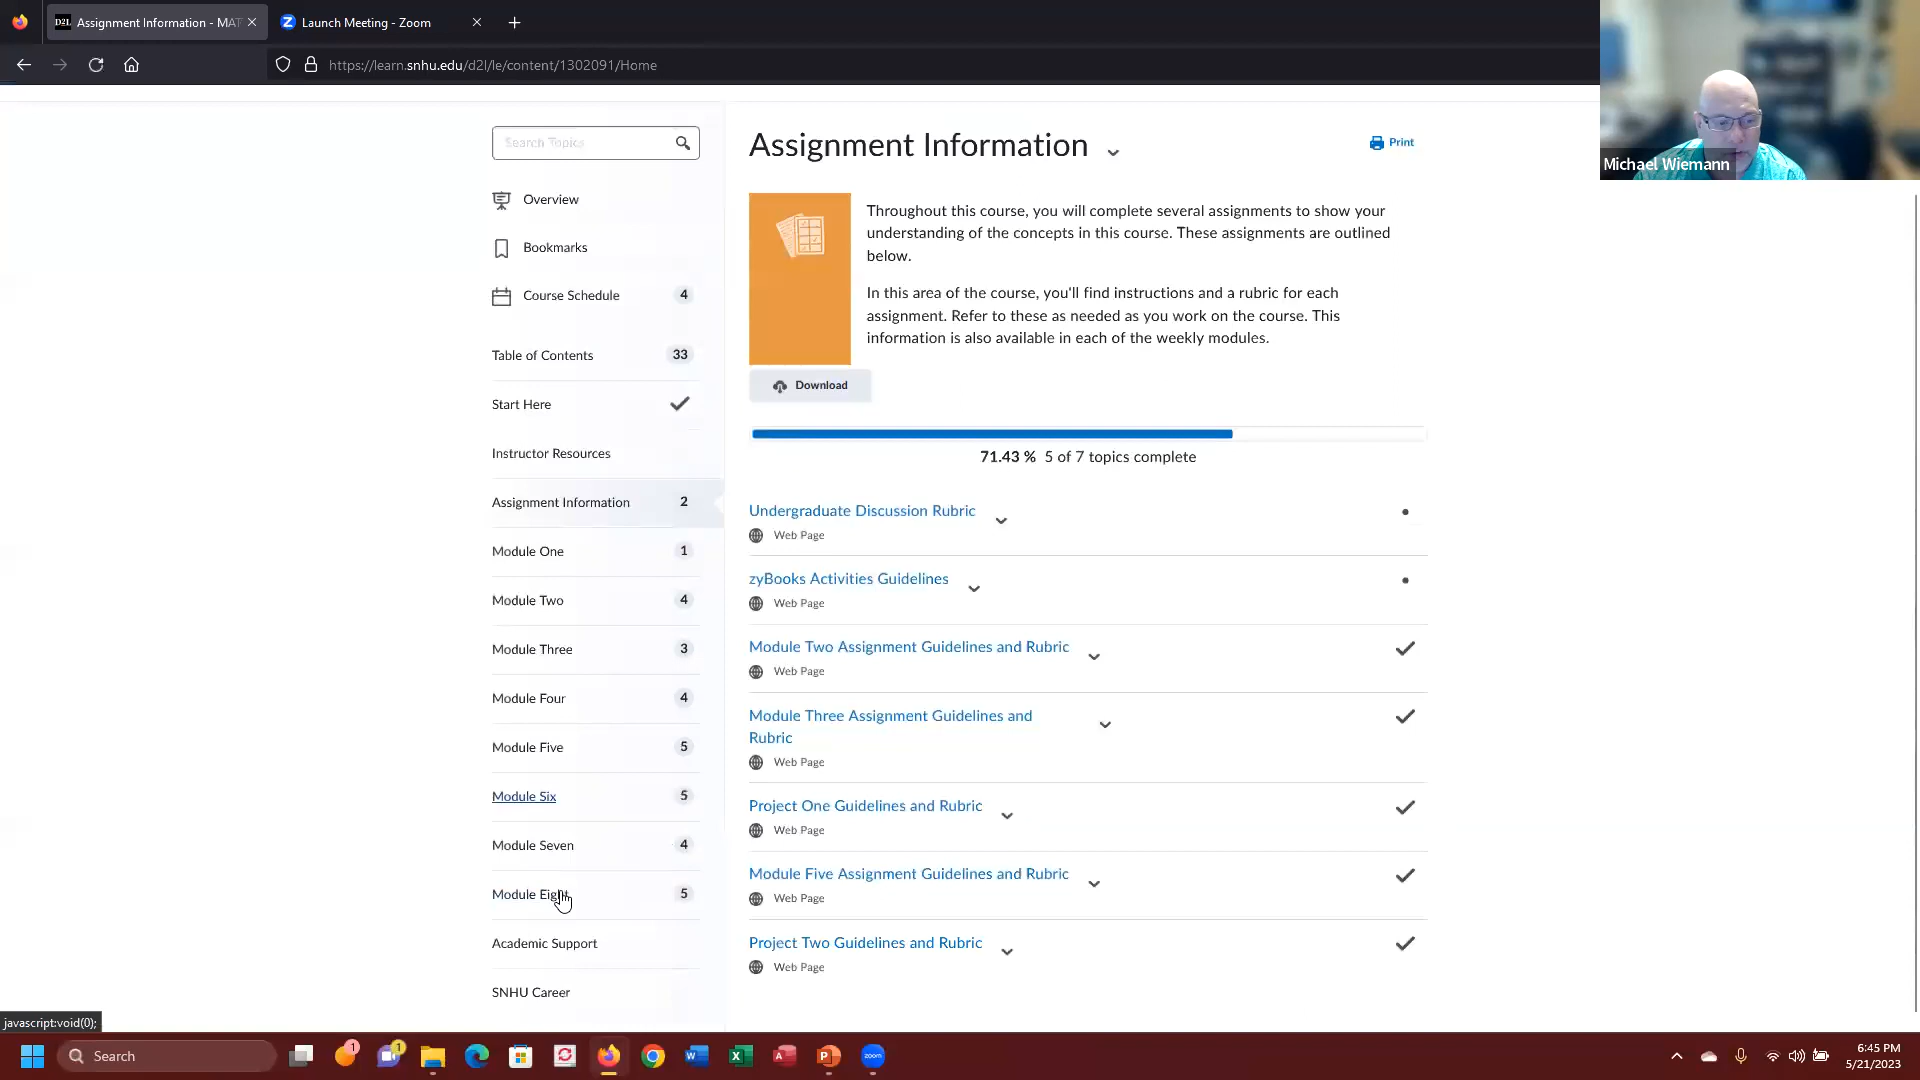 D2L Assignment Information - MAT
Launch Meeting - Zoom
https://learn.snhu.edu/d2l/le/content/1302091/Home
Michael Wiemann
Search Topics
Overview
Bookmarks
Course Schedule 4
Table of Contents 33
Start Here
Instructor Resources
Assignment Information 2
Module One 1
Module Two 4
Module Three 3
Module Four 4
Module Five 5
Module Six 5
Module Seven 4
Module Eight 5
Academic Support
SNHU Career
Assignment Information
Print
Throughout this course, you will complete several assignments to show your
understanding of the concepts in this course. These assignments are outlined
below.
In this area of the course, you'll find instructions and a rubric for each
assignment. Refer to these as needed as you work on the course. This
information is also available in each of the weekly modules.
Download
71.43 % 5 of 7 topics complete
Undergraduate Discussion Rubric
Web Page
zyBooks Activities Guidelines
Web Page
Module Two Assignment Guidelines and Rubric
Web Page
Module Three Assignment Guidelines and
Rubric
Web Page
Project One Guidelines and Rubric
Web Page
Module Five Assignment Guidelines and Rubric
Web Page
Project Two Guidelines and Rubric
Web Page
javascript:void(0);
Search
1
1
zoom
6:45 PM
5/21/2023